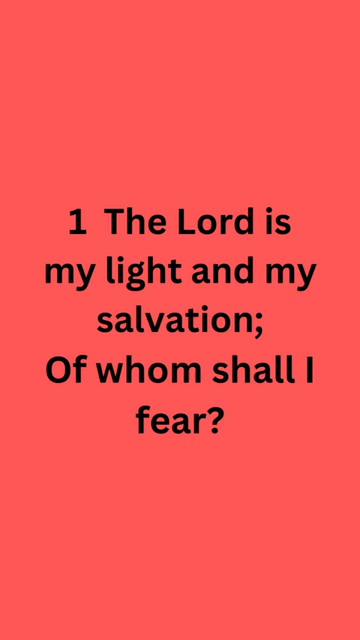 1  The Lord is
my light and my
salvation;
Of whom shall I
fear?